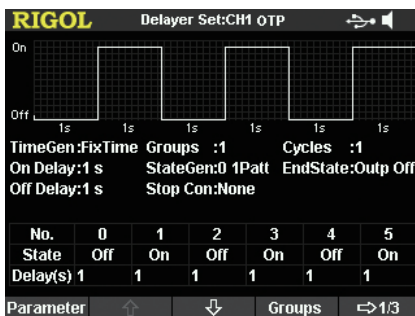 RIGOL Delayer Set:CH1 OTP
On
Off
1s 1s 1s 1s 1s 1s
TimeGen:FixTime Groups :1 Cycles :1
On Delay:1 s StateGen:0 1Patt EndState:Outp Off
Off Delay:1 s Stop Con:None
No. 0 1 2 3 4 5
State Off On Off On Off On
Delay(s) 1 1 1 1 1 1
Parameter Groups 1/3